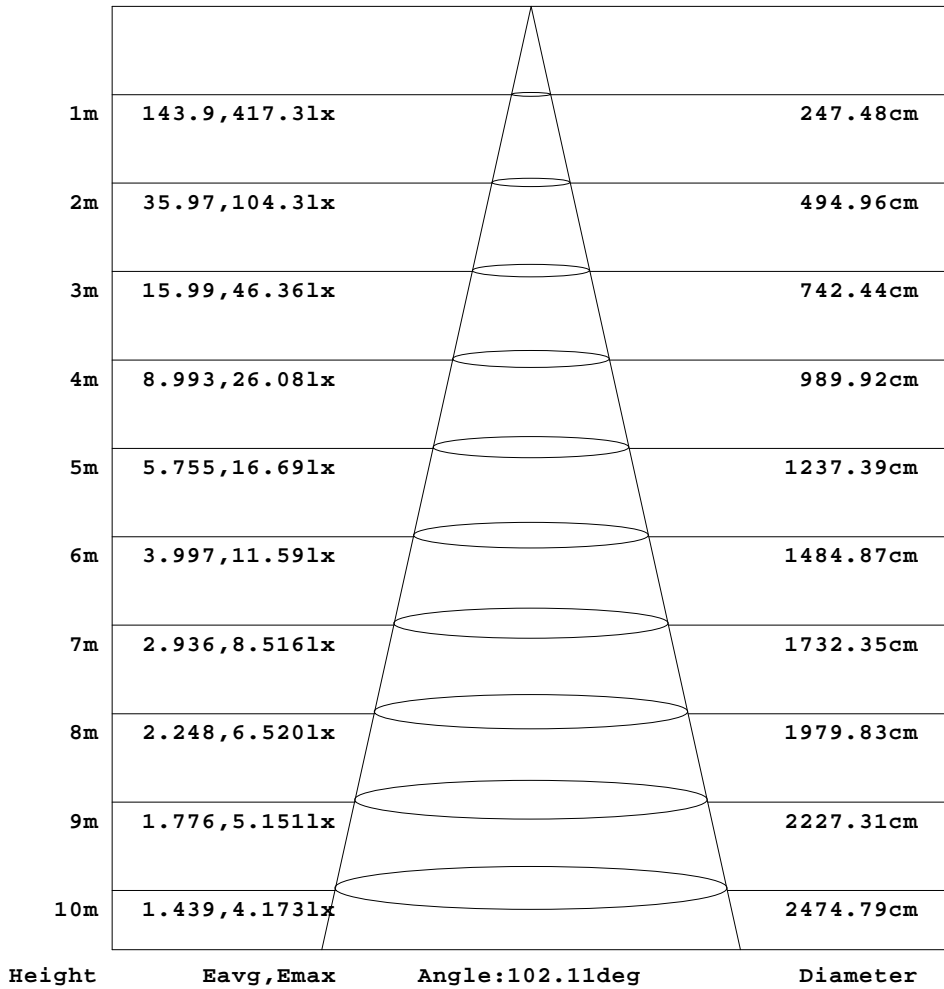 1m 143.9,417.3lx 247.48cm
2m 35.97,104.3lx 494.96cm
3m 15.99,46.36lx 742.44cm
4m 8.993,26.08lx 989.92cm
5m 5.755,16.69lx 1237.39cm
6m 3.997,11.59lx 1484.87cm
7m 2.936,8.516lx 1732.35cm
8m 2.248,6.520lx 1979.83cm
9m 1.776,5.151lx 2227.31cm
10m 1.439,4.173lx 2474.79cm
Height Eavg,Emax Angle:102.11deg Diameter